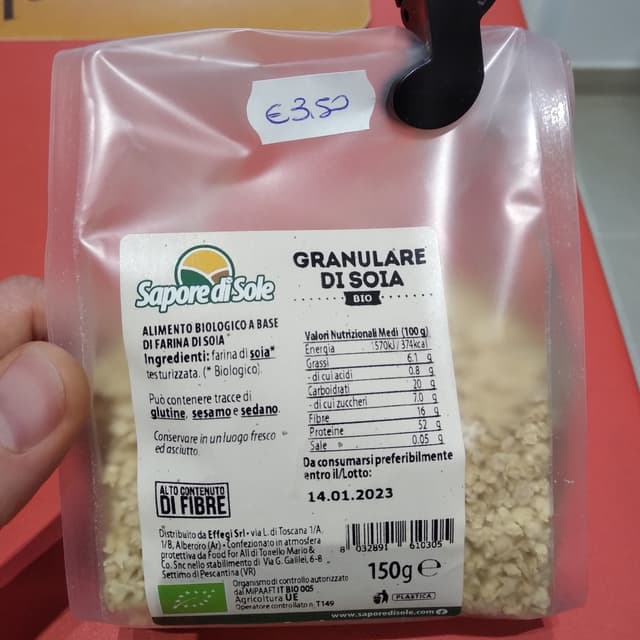 €3.50
Sapore di Sole
GRANULARE
DI SOIA
BIO
ALIMENTO BIOLOGICO A BASE
DI FARINA DI SOIA
Ingredienti: farina di soia*
testurizzata. (* Biologico).
Può contenere tracce di
glutine, sesamo e sedano.
Conservare in un luogo fresco
ed asciutto.
ALTO CONTENUTO
DI FIBRE
Valori Nutrizionali Medi (100 g)
Energia 1570kJ / 374kcal
Grassi 6.1 g
- di cui acidi 0.8 g
Carboidrati 20 g
- di cui zuccheri 7.0 g
Fibre 16 g
Proteine 52 g
Sale 0.05 g
Da consumarsi preferibilmente
entro il/Lotto:
14.01.2023
Distribuito da Effegi Srl • via L. di Toscana 1/A,
1/B, Alberoro (Ar) • Confezionato in atmosfera
protettiva da Food For All di Tonello Mario &
Co. Snc nello stabilimento di Via G. Galilei, 6-8
Settimo di Pescantina (VR)
Organismo di controllo autorizzato
dal MIPAAFT IT BIO 005
Agricoltura UE
Operatore controllato n. T149
8 032891 610305
150g e
PLASTICA
www.saporedisole.com